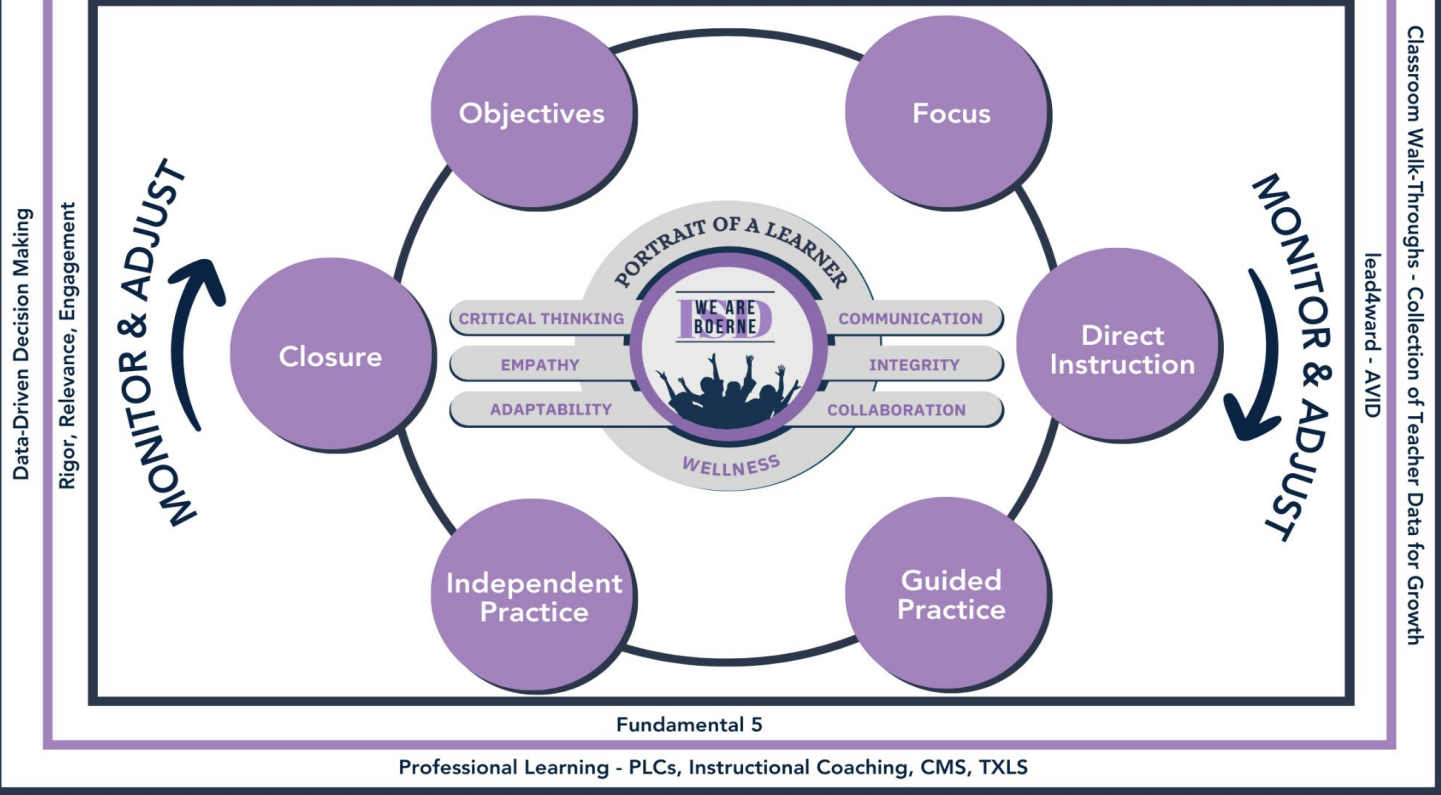 Objectives
Focus
Direct
Instruction
Guided
Practice
Independent
Practice
Closure
MONITOR & ADJUST
MONITOR & ADJUST
PORTRAIT OF A LEARNER
ISD
WE ARE
BOERNE
CRITICAL THINKING
EMPATHY
ADAPTABILITY
COMMUNICATION
INTEGRITY
COLLABORATION
WELLNESS
Data-Driven Decision Making
Rigor, Relevance, Engagement
lead4ward - AVID
Classroom Walk-Throughs - Collection of Teacher Data for Growth
Fundamental 5
Professional Learning - PLCs, Instructional Coaching, CMS, TXLS